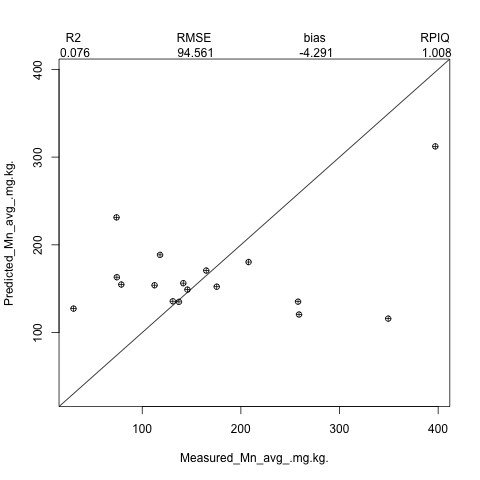 R2 RMSE bias RPIQ
0.076 94.561 -4.291 1.008
400
300
200
100
Predicted_Mn_avg_.mg.kg.
100 200 300 400
Measured_Mn_avg_.mg.kg.